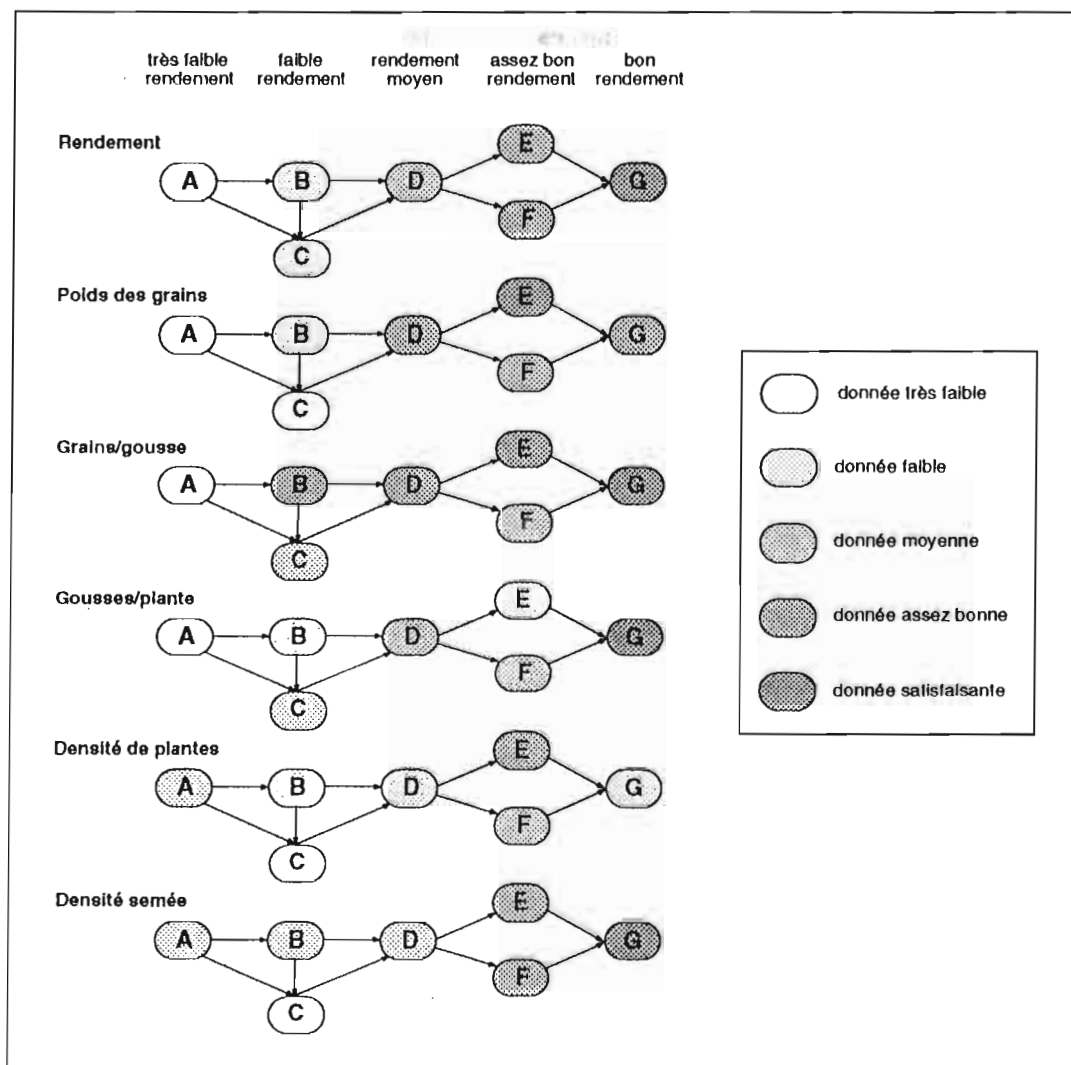 très faible rendement
faible rendement
rendement moyen
assez bon rendement
bon rendement
Rendement
A
B
C
D
E
F
G
Poids des grains
A
B
C
D
E
F
G
Grains/gousse
A
B
C
D
E
F
G
Gousses/plante
A
B
C
D
E
F
G
Densité de plantes
A
B
C
D
E
F
G
Densité semée
A
B
C
D
E
F
G
donnée très faible
donnée faible
donnée moyenne
donnée assez bonne
donnée satisfaisante